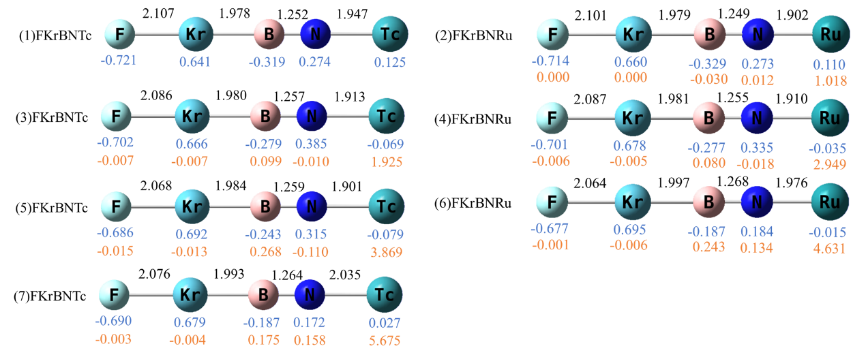 2.107 1.978 1.252 1.947
(1)FKrBNTc F Kr B N Tc
-0.721 0.641 -0.319 0.274 0.125
2.101 1.979 1.249 1.902
(2)FKrBNRu F Kr B N Ru
-0.714 0.660 -0.329 0.273 0.110
0.000 0.000 -0.030 0.012 1.018
2.086 1.980 1.257 1.913
(3)FKrBNTc F Kr B N Tc
-0.702 0.666 -0.279 0.385 -0.069
-0.007 -0.007 0.099 -0.010 1.925
2.087 1.981 1.255 1.910
(4)FKrBNRu F Kr B N Ru
-0.701 0.678 -0.277 0.335 -0.035
-0.006 -0.005 0.080 -0.018 2.949
2.068 1.984 1.259 1.901
(5)FKrBNTc F Kr B N Tc
-0.686 0.692 -0.243 0.315 -0.079
-0.015 -0.013 0.268 -0.110 3.869
2.064 1.997 1.268 1.976
(6)FKrBNRu F Kr B N Ru
-0.677 0.695 -0.187 0.184 -0.015
-0.001 -0.006 0.243 0.134 4.631
2.076 1.993 1.264 2.035
(7)FKrBNTc F Kr B N Tc
-0.690 0.679 -0.187 0.172 0.027
-0.003 -0.004 0.175 0.158 5.675